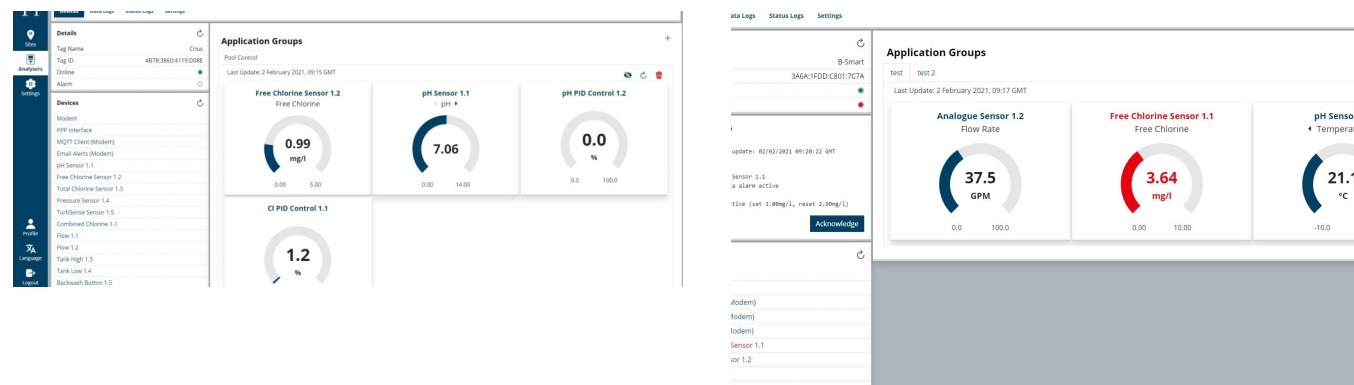 Devices Data Logs Status Logs Settings
Sites
Analysers
Settings
Profile
Language
Logout
Details
Tag Name Crius
Tag ID 4B78:3860:4119:D08E
Online
Alarm
Devices
Modem
PPP Interface
MQTT Client (Modem)
Email Alerts (Modem)
pH Sensor 1.1
Free Chlorine Sensor 1.2
Total Chlorine Sensor 1.3
Pressure Sensor 1.4
TurbSense Sensor 1.5
Combined Chlorine 1.1
Flow 1.1
Flow 1.2
Tank High 1.3
Tank Low 1.4
Backwash Button 1.5
Application Groups +
Pool Control
Last Update: 2 February 2021, 09:15 GMT
Free Chlorine Sensor 1.2
Free Chlorine
0.99
mg/l
0.00 5.00
pH Sensor 1.1
pH
7.06
0.00 14.00
pH PID Control 1.2
0.0
%
0.0 100.0
Cl PID Control 1.1
1.2
%
ata Logs Status Logs Settings
B-Smart
3A6A:1FDD:C801:7C7A
update: 02/02/2021 09:20:22 GMT
Sensor 1.1
a alarm active
tive (set 3.00mg/l, reset 2.90mg/l)
Acknowledge
Modem)
Modem)
Modem)
Sensor 1.1
sor 1.2
Application Groups
test test 2
Last Update: 2 February 2021, 09:17 GMT
Analogue Sensor 1.2
Flow Rate
37.5
GPM
0.0 100.0
Free Chlorine Sensor 1.1
Free Chlorine
3.64
mg/l
0.00 10.00
pH Senso
Tempera
21.1
°C
-10.0